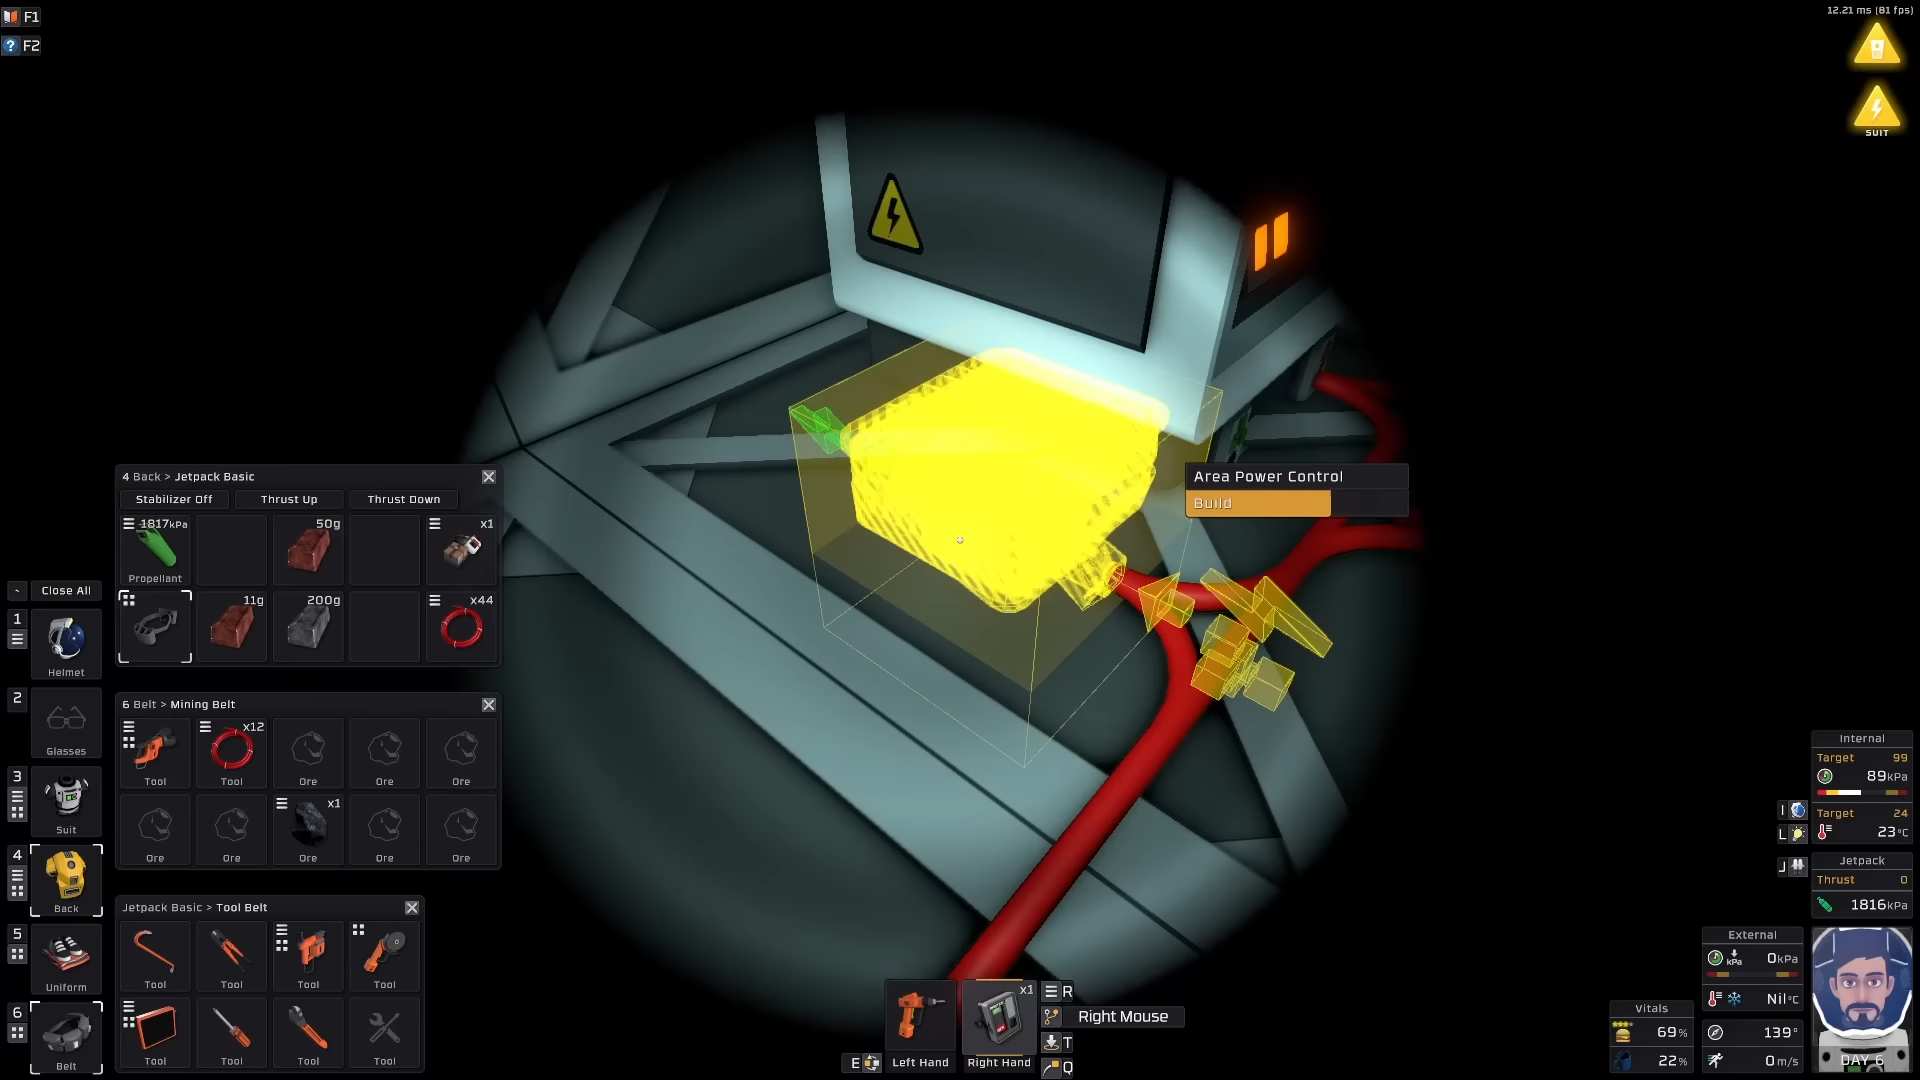 F1
12.21 ms (81 fps)
F2
SUIT
Area Power Control
Build
4 Back > Jetpack Basic
Stabilizer Off
Thrust Up
Thrust Down
1817kPa
50g
x1
Propellant
11g
200g
x44
~
Close All
1
Helmet
2
Glasses
3
Suit
4
Back
5
Uniform
6
Belt
6 Belt > Mining Belt
x12
Tool
Tool
Ore
Ore
Ore
x1
Ore
Ore
Ore
Ore
Ore
Jetpack Basic > Tool Belt
Tool
Tool
Tool
Tool
Tool
Tool
Tool
Tool
x1
R
Right Mouse
T
E
Left Hand
Right Hand
Q
Internal
Target 99
89kPa
I
Target 24
L
23°C
Jetpack
J
Thrust 0
1816kPa
External
kPa
0kPa
Nil°C
Vitals
69%
139°
22%
0m/s
DAY 6